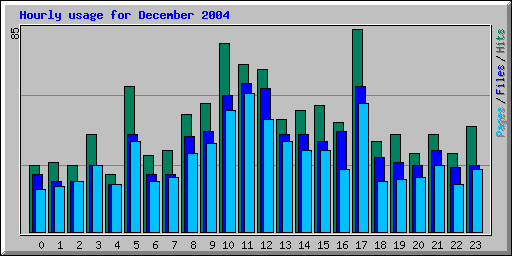 Hourly usage for December 2004
85
Pages / Files / Hits
0 1 2 3 4 5 6 7 8 9 10 11 12 13 14 15 16 17 18 19 20 21 22 23